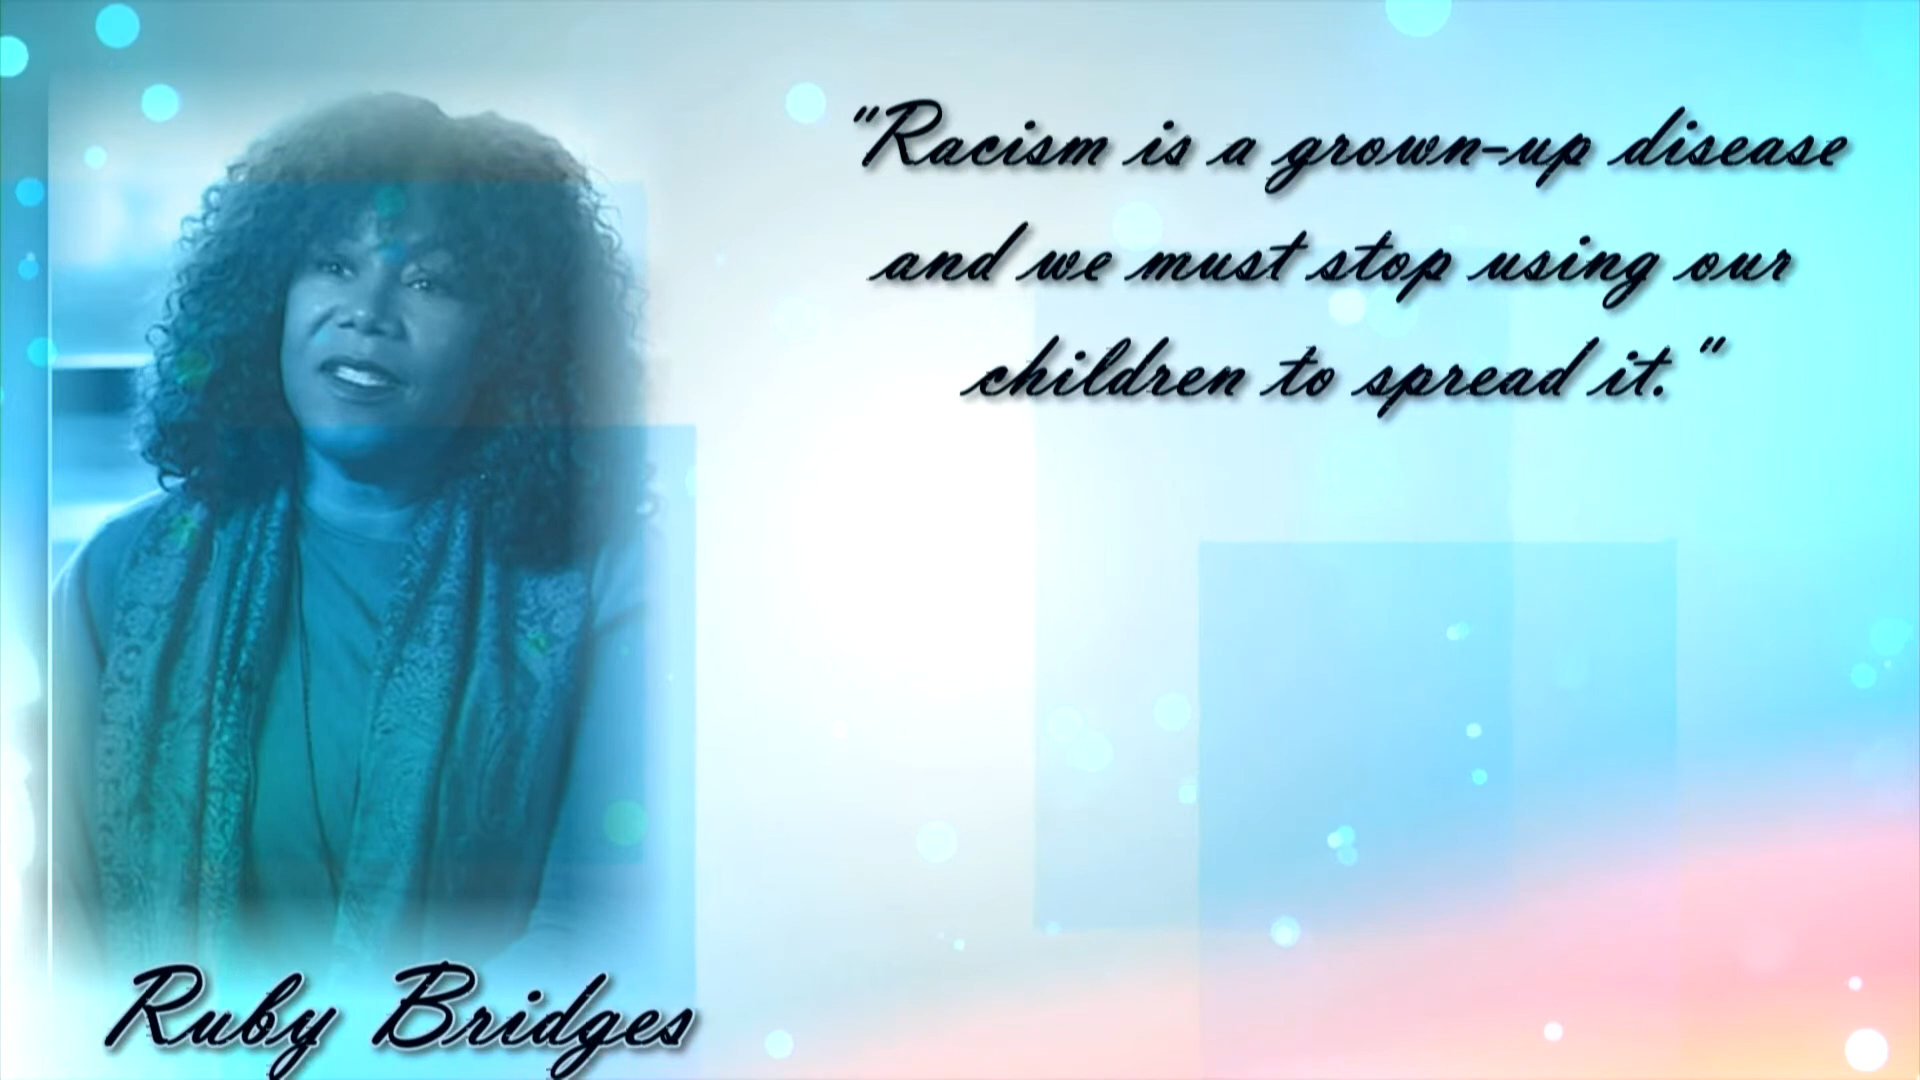 "Racism is a grown-up disease
and we must stop using our
children to spread it."
Ruby Bridges